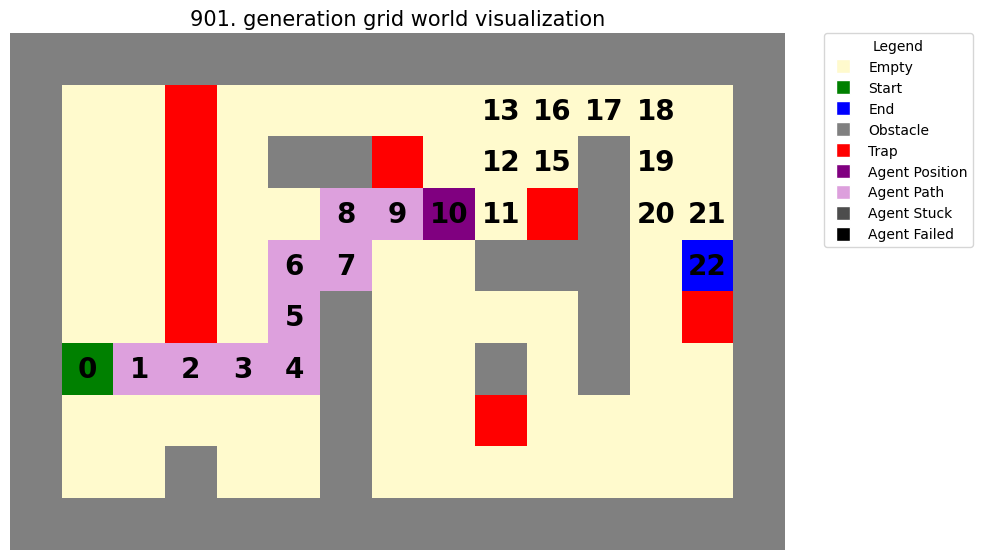 901. generation grid world visualization
13 16 17 18
12 15 19
8 9 10 11 20 21
6 7 22
5
0 1 2 3 4
Legend
Empty
Start
End
Obstacle
Trap
Agent Position
Agent Path
Agent Stuck
Agent Failed